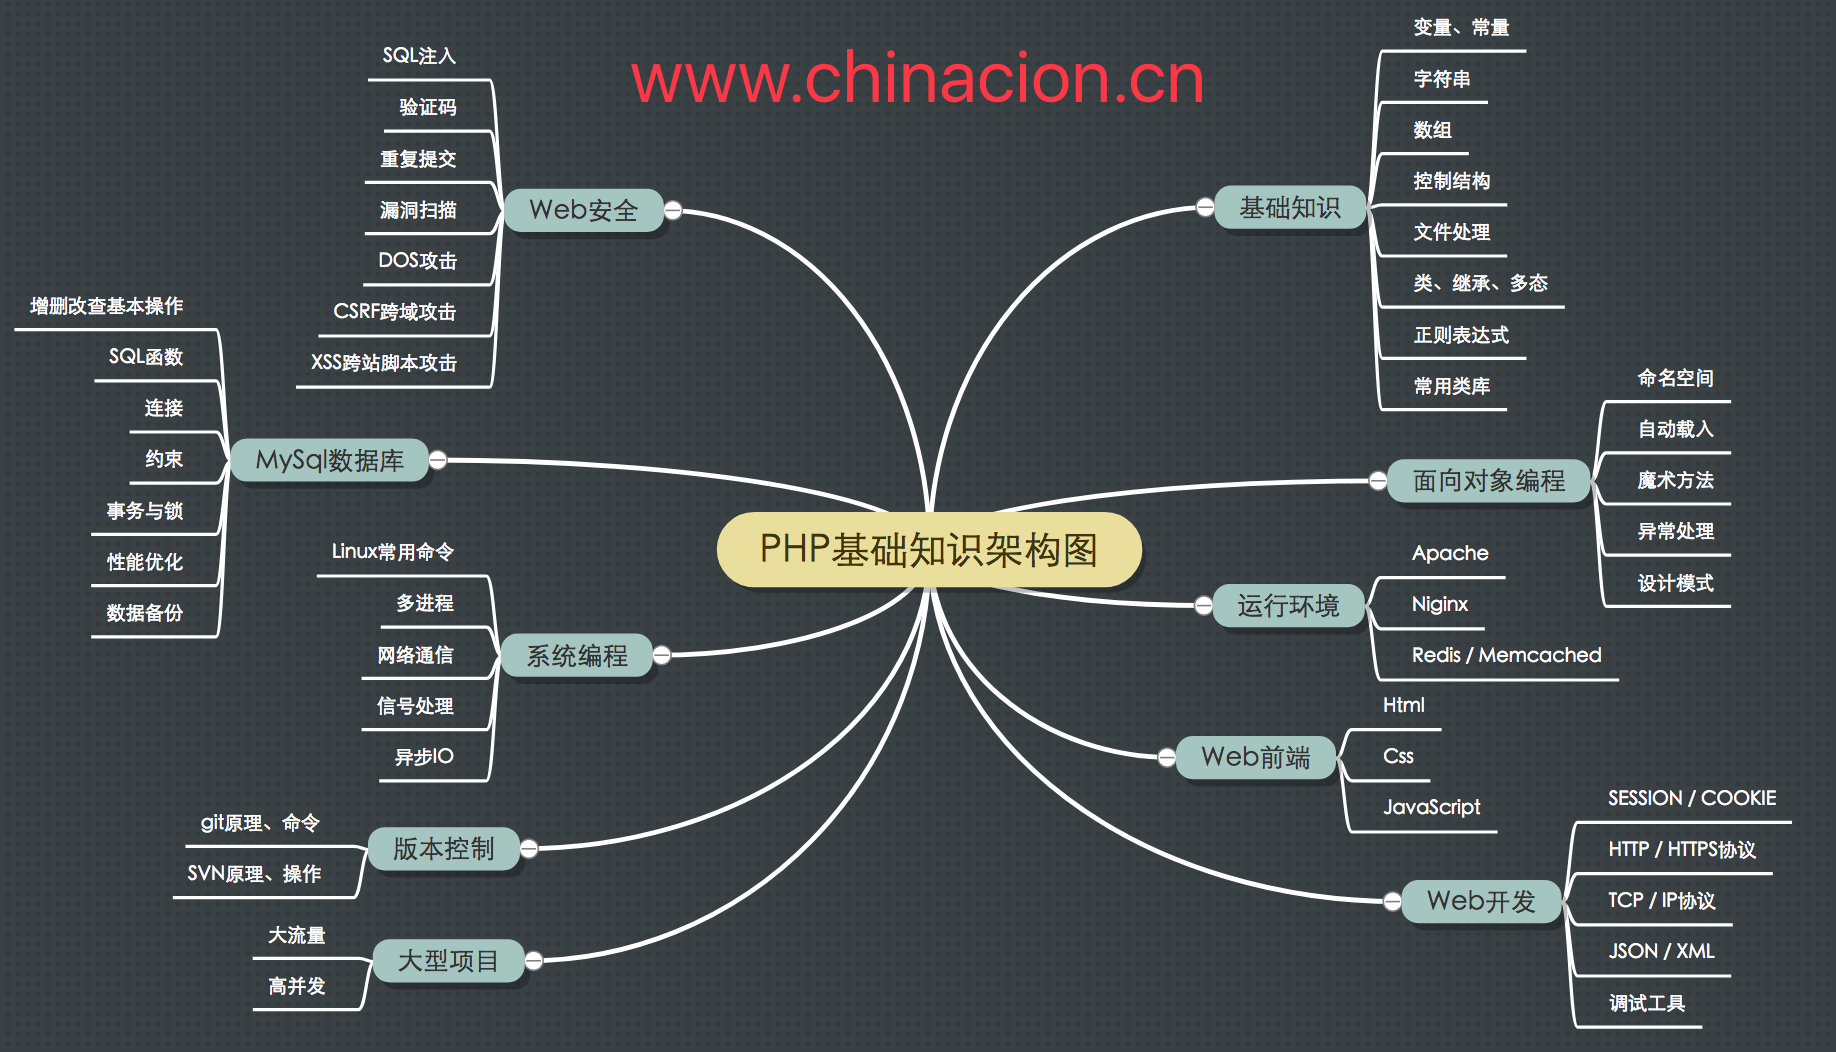 www.chinacion.cn
PHP基础知识架构图
基础知识
变量、常量
字符串
数组
控制结构
文件处理
类、继承、多态
正则表达式
常用类库
面向对象编程
命名空间
自动载入
魔术方法
异常处理
设计模式
运行环境
Apache
Niginx
Redis / Memcached
Web前端
Html
Css
JavaScript
Web开发
SESSION / COOKIE
HTTP / HTTPS协议
TCP / IP协议
JSON / XML
调试工具
Web安全
SQL注入
验证码
重复提交
漏洞扫描
DOS攻击
CSRF跨域攻击
XSS跨站脚本攻击
MySql数据库
增删改查基本操作
SQL函数
连接
约束
事务与锁
性能优化
数据备份
系统编程
Linux常用命令
多进程
网络通信
信号处理
异步IO
版本控制
git原理、命令
SVN原理、操作
大型项目
大流量
高并发